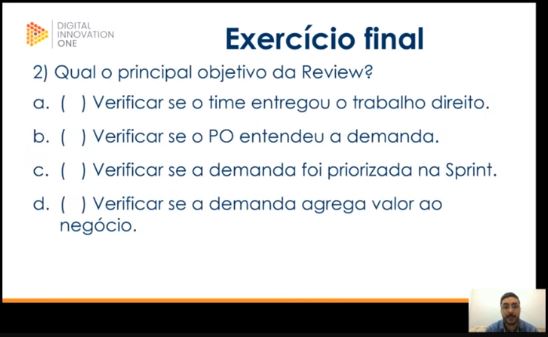 DIGITAL
INNOVATION
ONE
Exercício final
2) Qual o principal objetivo da Review?
a. ( ) Verificar se o time entregou o trabalho direito.
b. ( ) Verificar se o PO entendeu a demanda.
c. ( ) Verificar se a demanda foi priorizada na Sprint.
d. ( ) Verificar se a demanda agrega valor ao
negócio.